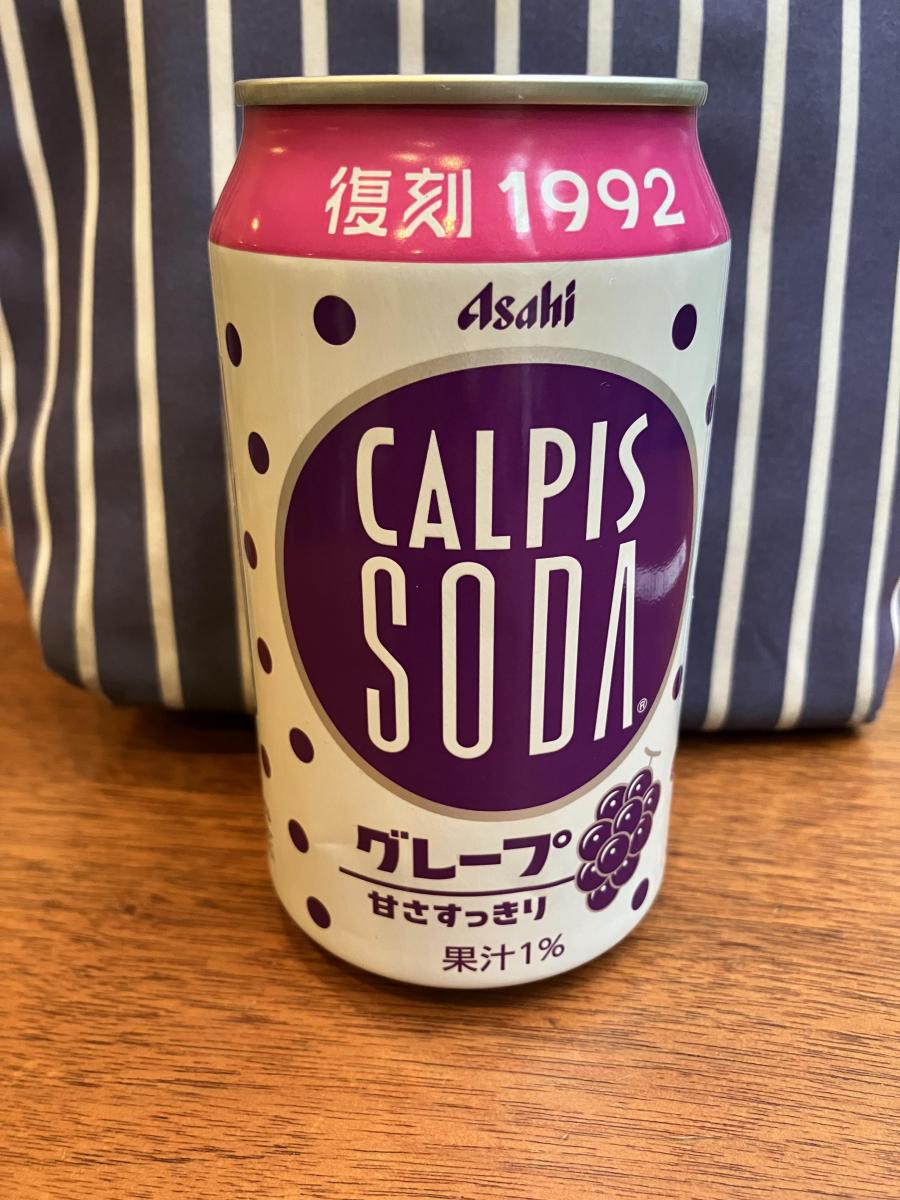 復刻 1992
Asahi
CALPIS
SODA®
グレープ
甘さすっきり
果汁1%